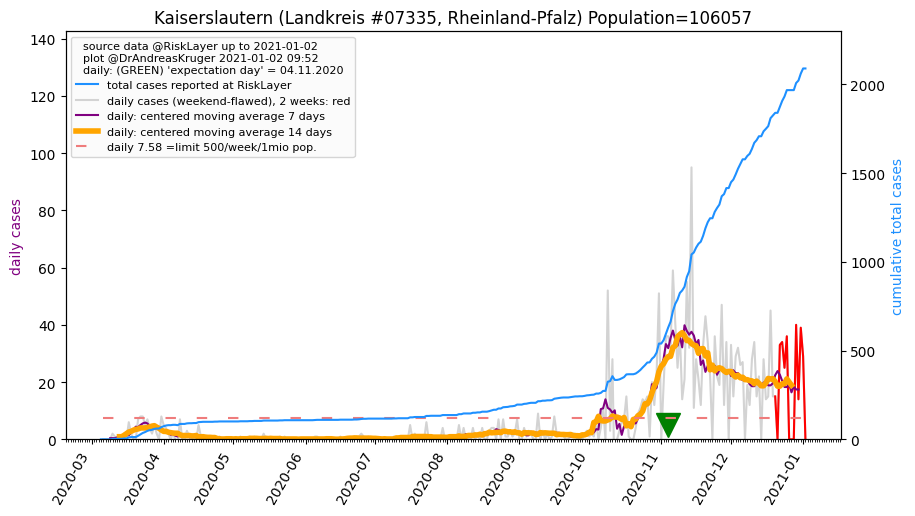 Kaiserslautern (Landkreis #07335, Rheinland-Pfalz) Population=106057
source data @RiskLayer up to 2021-01-02
plot @DrAndreasKruger 2021-01-02 09:52
daily: (GREEN) 'expectation day' = 04.11.2020
total cases reported at RiskLayer
daily cases (weekend-flawed), 2 weeks: red
daily: centered moving average 7 days
daily: centered moving average 14 days
daily 7.58 =limit 500/week/1mio pop.
daily cases
140
120
100
80
60
40
20
0
cumulative total cases
2000
1500
1000
500
0
2020-03
2020-04
2020-05
2020-06
2020-07
2020-08
2020-09
2020-10
2020-11
2020-12
2021-01